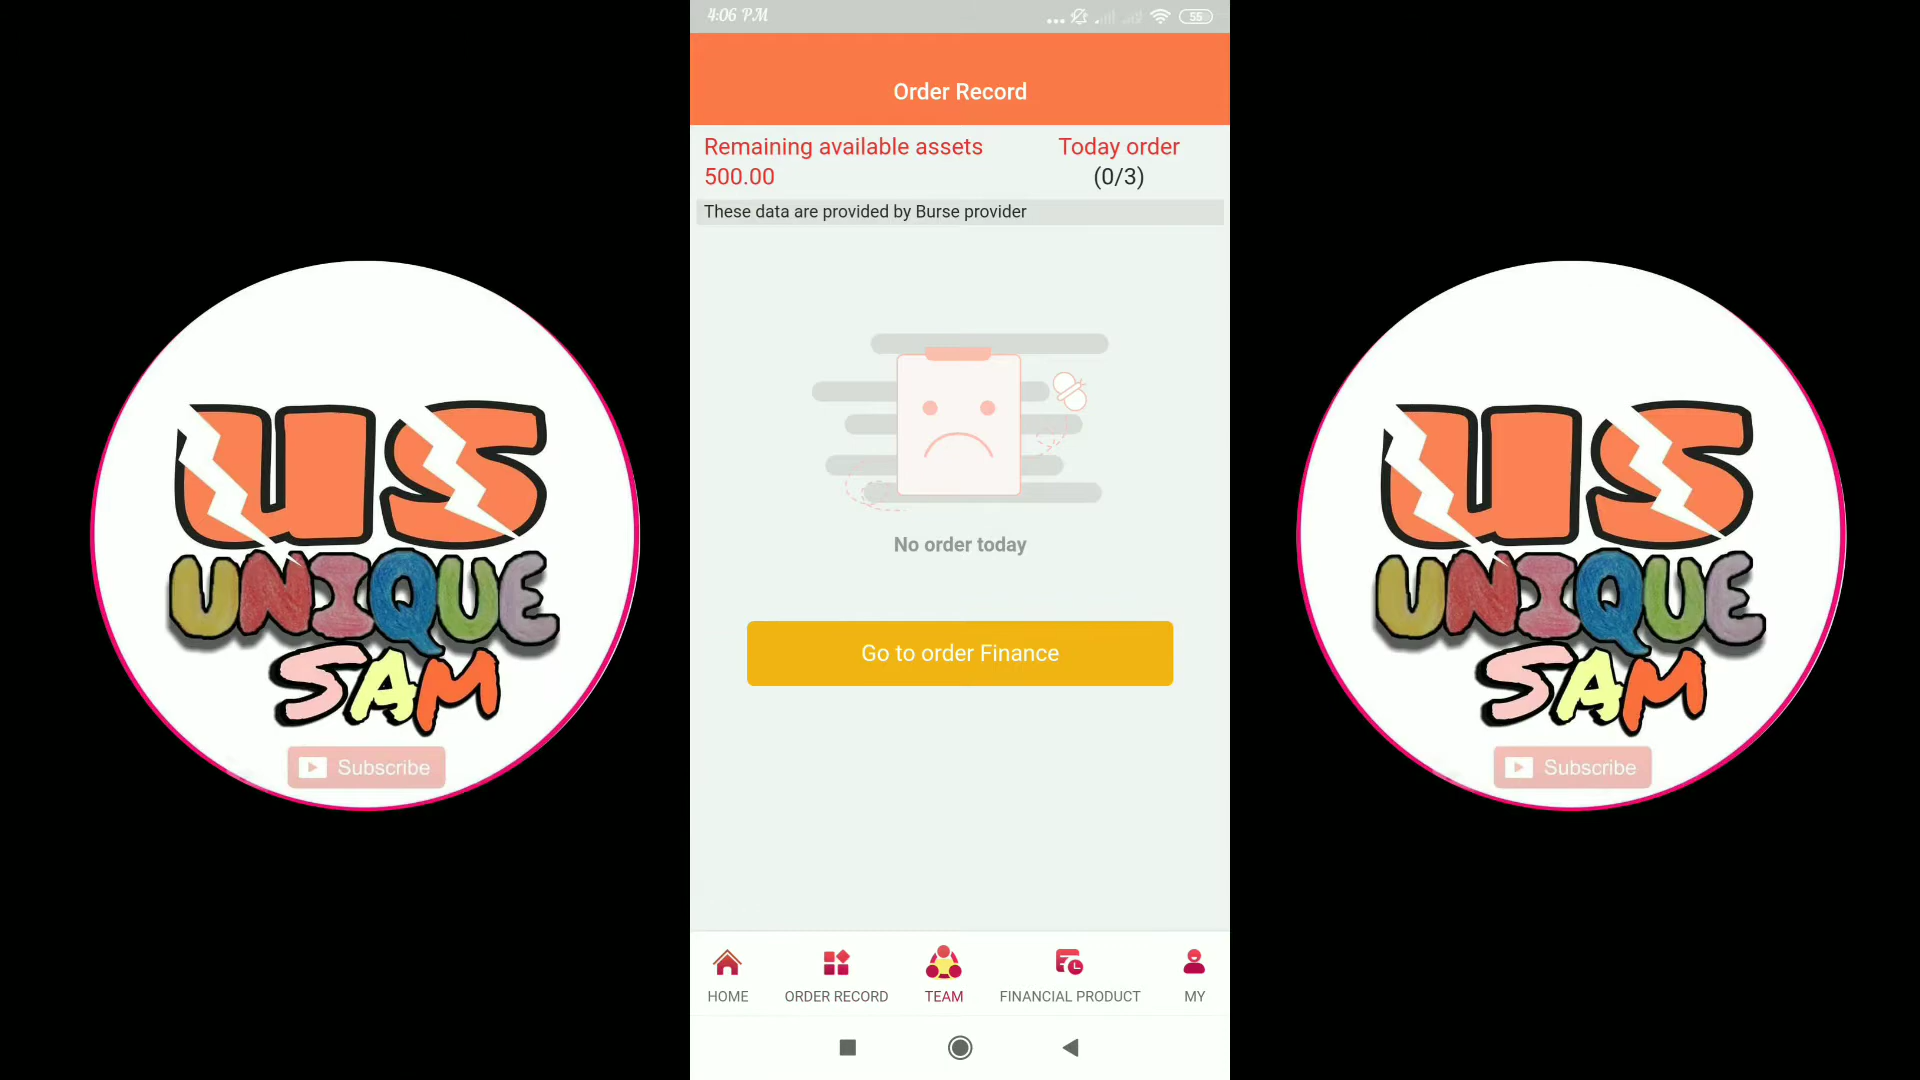 4:06 PM
55
Order Record
Remaining available assets
Today order
500.00
(0/3)
These data are provided by Burse provider
No order today
Go to order Finance
HOME
ORDER RECORD
TEAM
FINANCIAL PRODUCT
MY
US
UNIQUE
SAM
Subscribe
US
UNIQUE
SAM
Subscribe